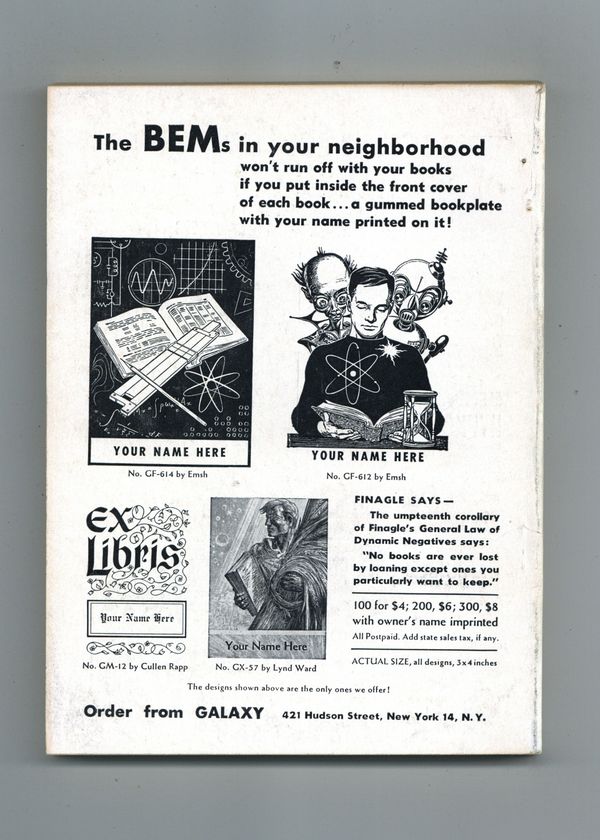 The BEMs in your neighborhood
won't run off with your books
if you put inside the front cover
of each book...a gummed bookplate
with your name printed on it!
YOUR NAME HERE
No. GF-614 by Emsh
YOUR NAME HERE
No. GF-612 by Emsh
EX
Libris
Your Name Here
No. GM-12 by Cullen Rapp
Your Name Here
No. GX-57 by Lynd Ward
FINAGLE SAYS—
The umpteenth corollary
of Finagle's General Law of
Dynamic Negatives says:
"No books are ever lost
by loaning except ones you
particularly want to keep."
100 for $4; 200, $6; 300, $8
with owner's name imprinted
All Postpaid. Add state sales tax, if any.
ACTUAL SIZE, all designs, 3x4 inches
The designs shown above are the only ones we offer!
Order from GALAXY 421 Hudson Street, New York 14, N. Y.